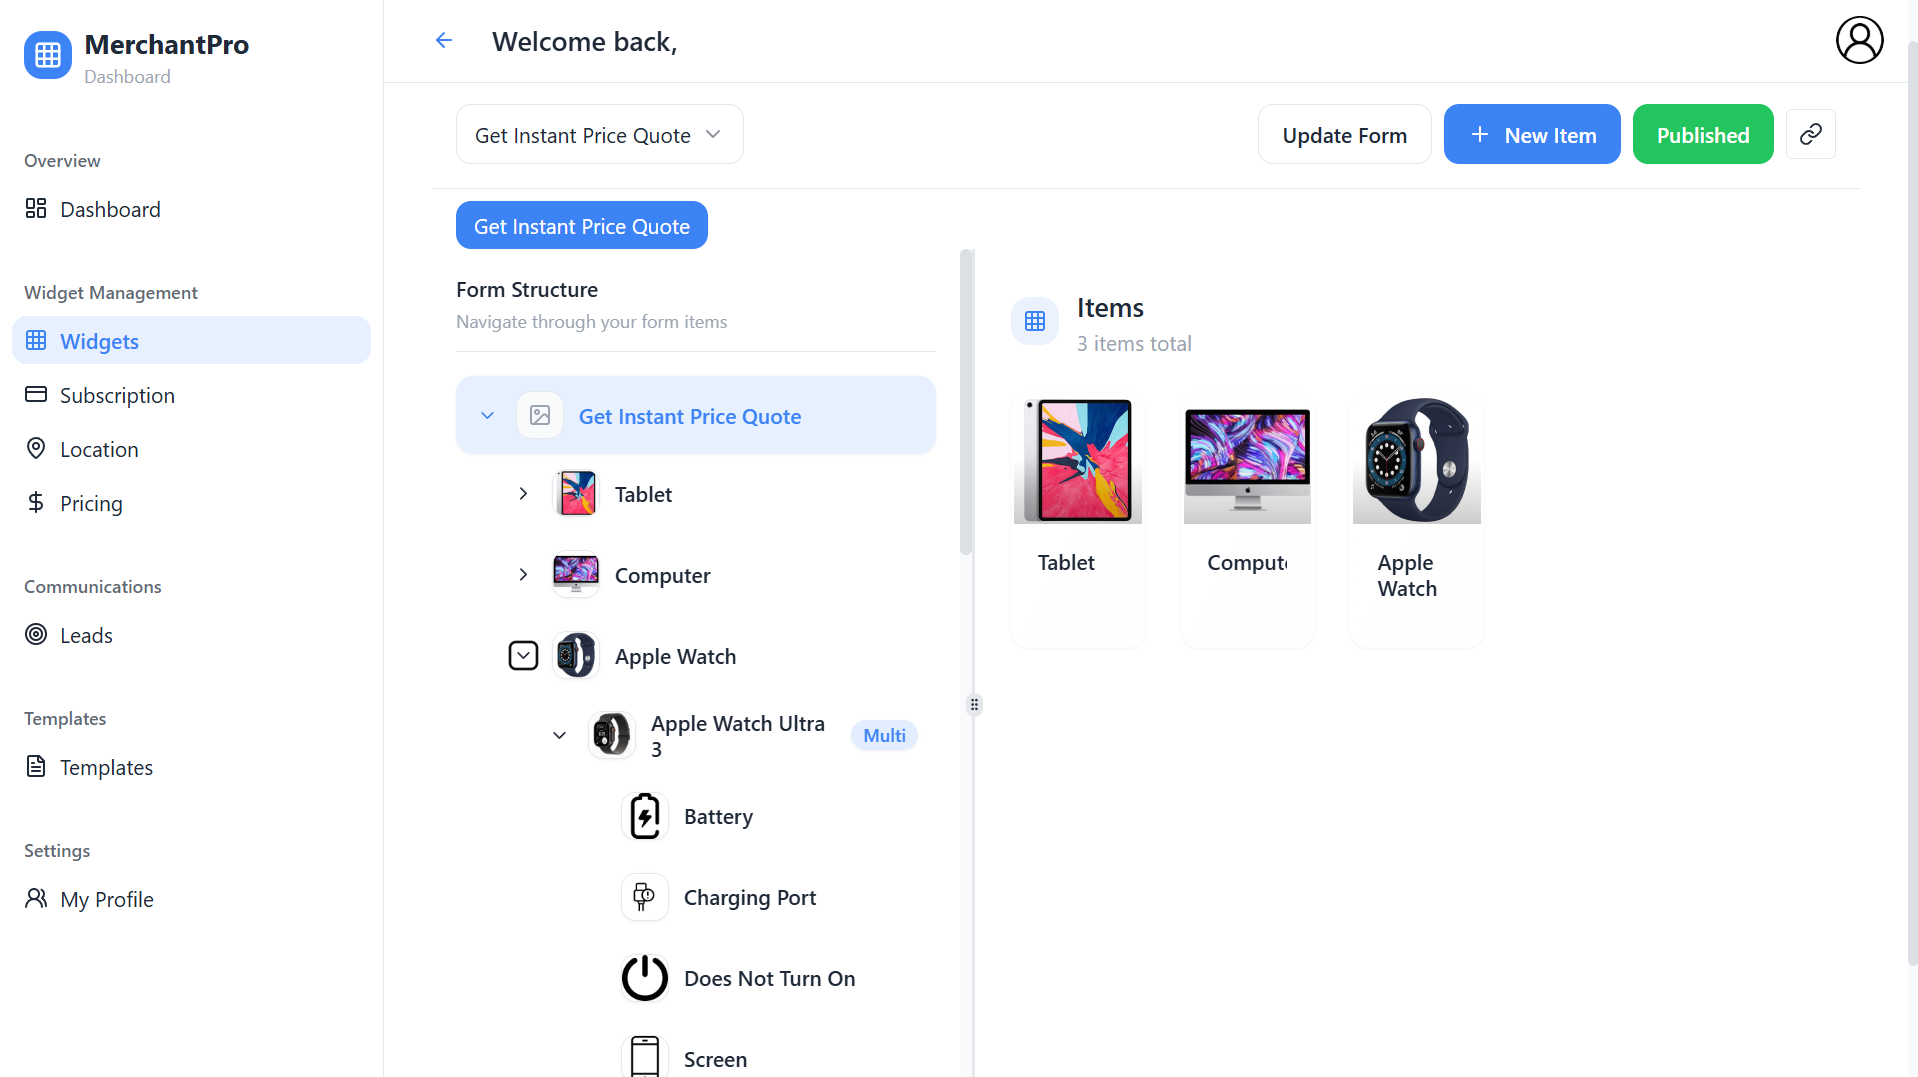 MerchantPro
Dashboard
Overview
Dashboard
Widget Management
Widgets
Subscription
Location
Pricing
Communications
Leads
Templates
Templates
Settings
My Profile
Welcome back,
Get Instant Price Quote
Update Form
New Item
Published
Get Instant Price Quote
Form Structure
Navigate through your form items
Get Instant Price Quote
Tablet
Computer
Apple Watch
Apple Watch Ultra
3
Multi
Battery
Charging Port
Does Not Turn On
Screen
Items
3 items total
Tablet
Compute
Apple
Watch